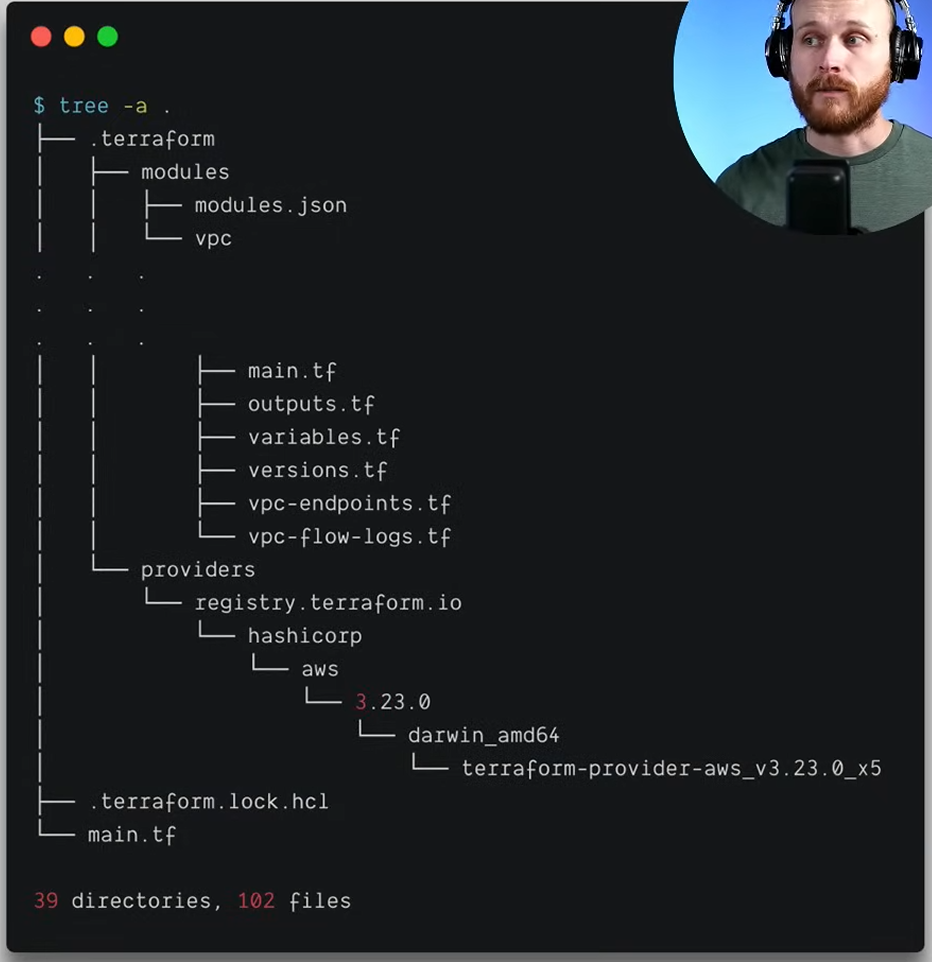 $ tree -a .
├── .terraform
│   ├── modules
│   │   ├── modules.json
│   │   └── vpc
.   .   .
.   .   .
.   .   .
│   │       ├── main.tf
│   │       ├── outputs.tf
│   │       ├── variables.tf
│   │       ├── versions.tf
│   │       ├── vpc-endpoints.tf
│   │       └── vpc-flow-logs.tf
│   └── providers
│       └── registry.terraform.io
│           └── hashicorp
│               └── aws
│                   └── 3.23.0
│                       └── darwin_amd64
│                           └── terraform-provider-aws_v3.23.0_x5
├── .terraform.lock.hcl
└── main.tf
39 directories, 102 files